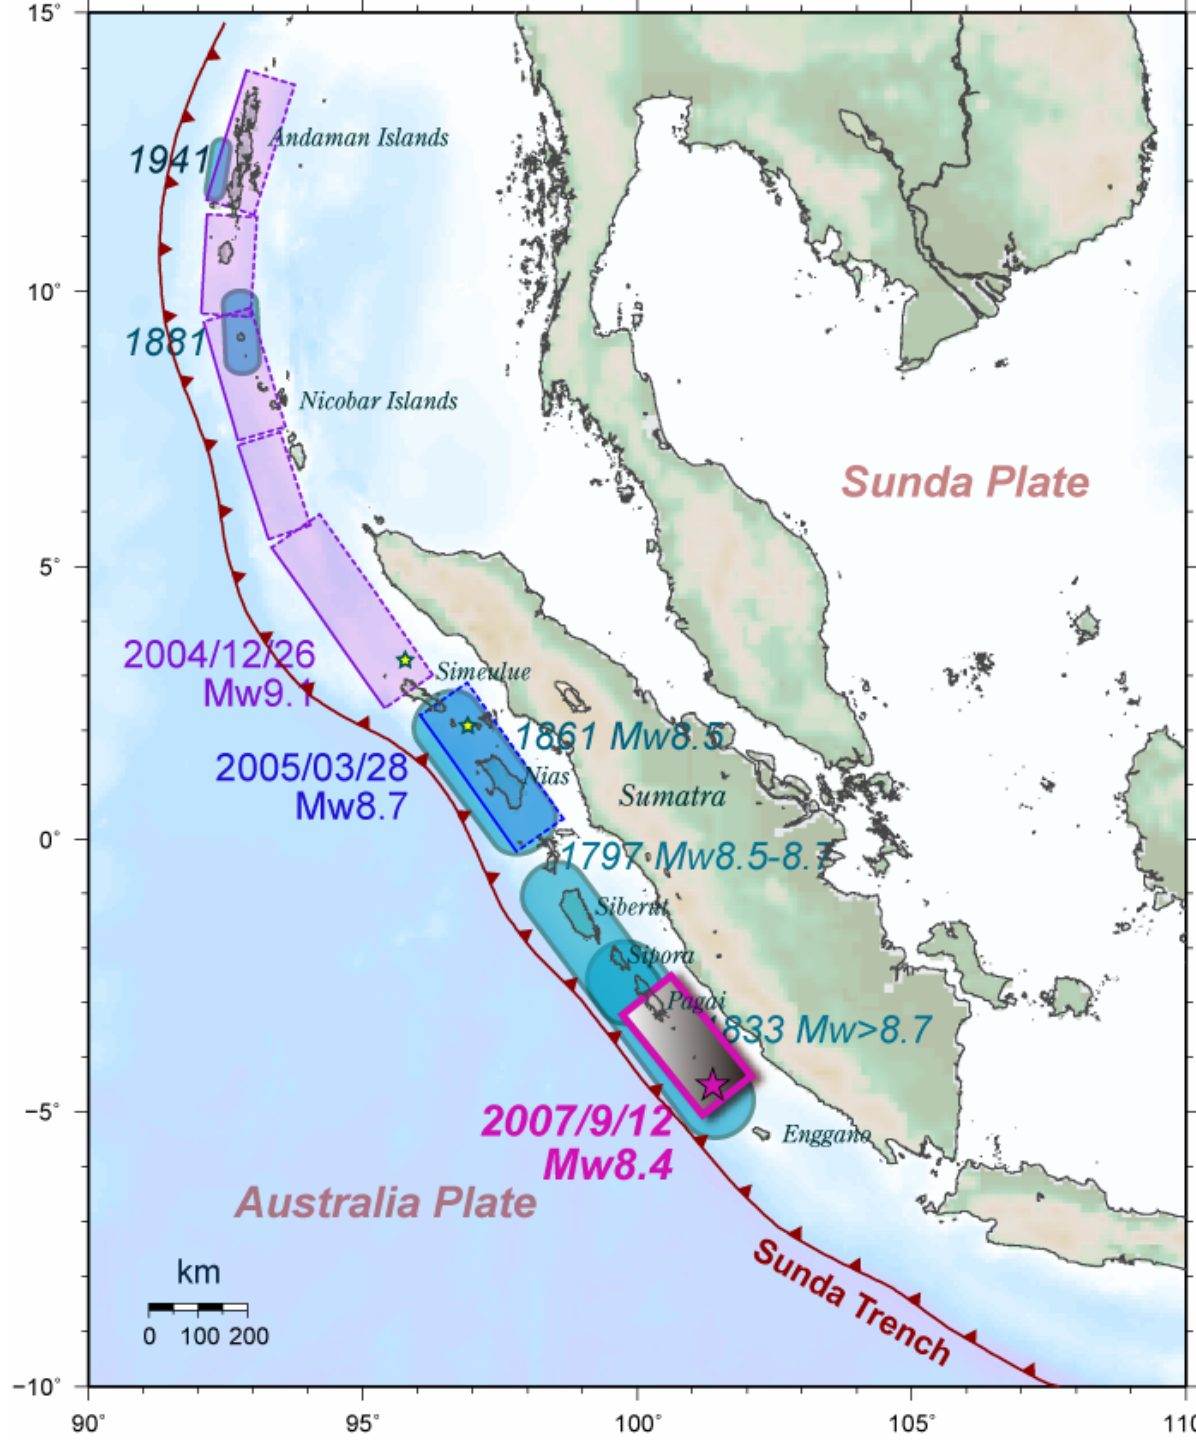 15°
Andaman Islands
1941
10°
1881
Nicobar Islands
Sunda Plate
5°
2004/12/26
Mw9.1
Simeulue
1861 Mw8.5
2005/03/28
Mw8.7
Nias
Sumatra
0°
1797 Mw8.5-8.7
Siberut
Sipora
Pagai
1833 Mw>8.7
−5°
2007/9/12
Mw8.4
Enggano
Australia Plate
Sunda Trench
km
0 100 200
−10°
90° 95° 100° 105° 110